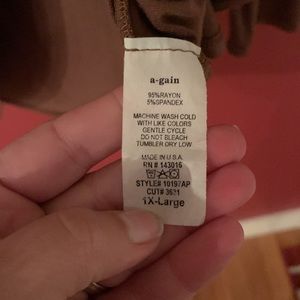 a-gain
95%RAYON
5%SPANDEX
MACHINE WASH COLD
WITH LIKE COLORS
GENTLE CYCLE
DO NOT BLEACH
TUMBLER DRY LOW
MADE IN U.S.A.
RN # 143016
STYLE# 10197AP
CUT# 3631
1X-Large